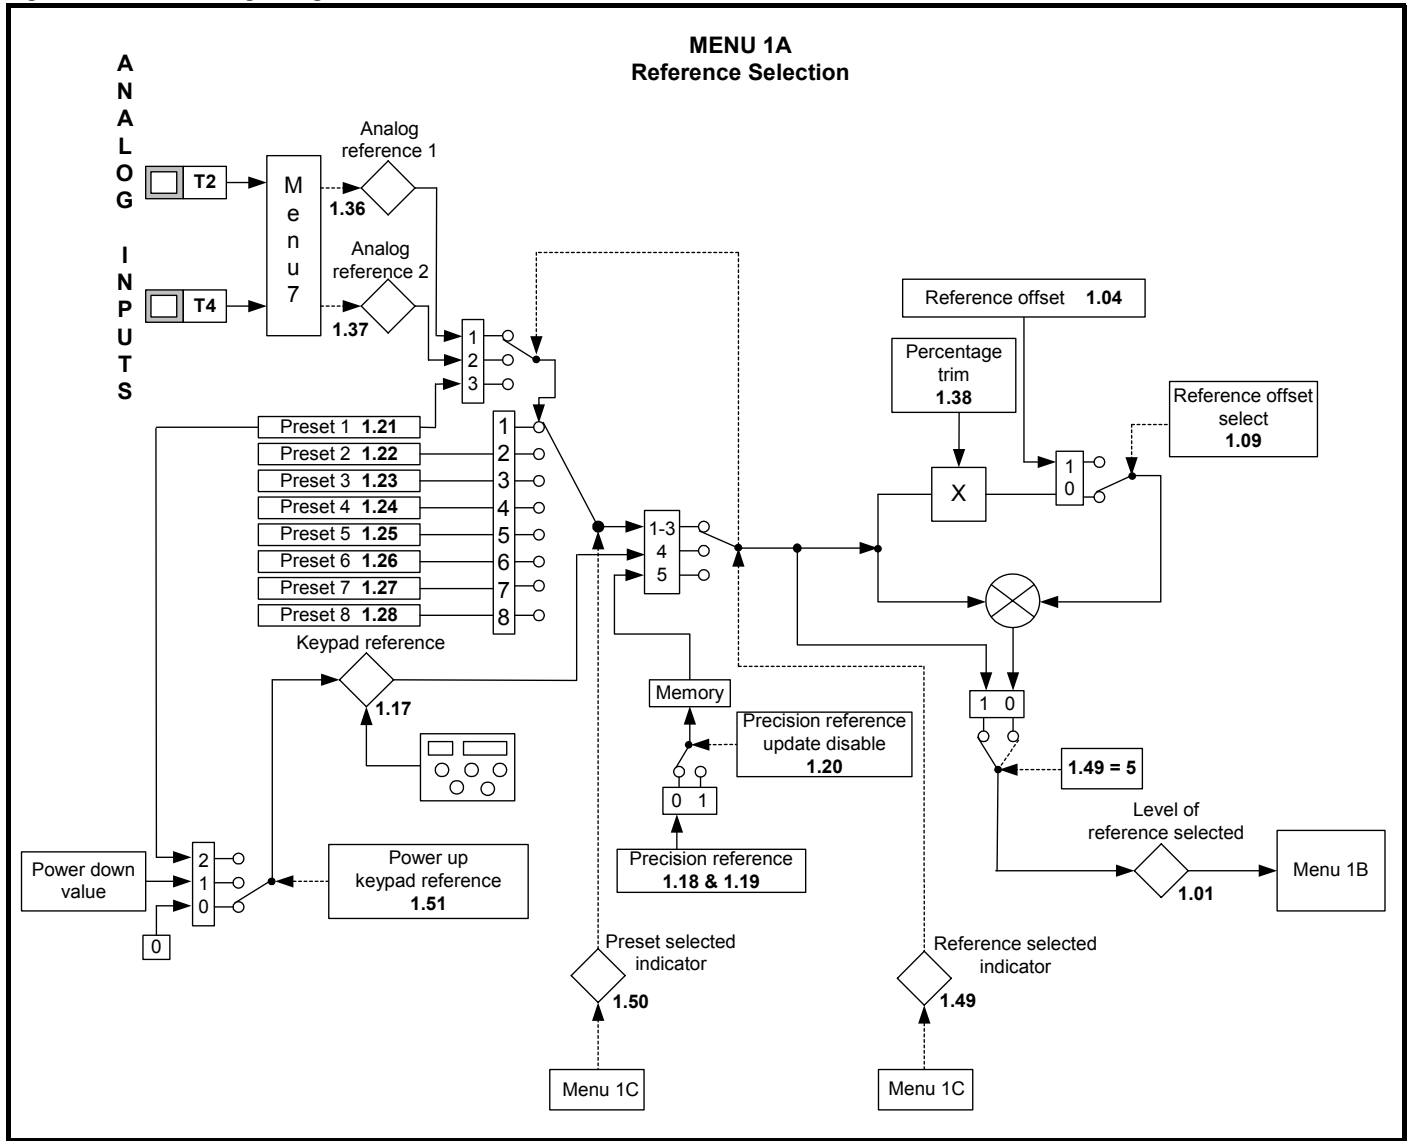 MENU 1A
Reference Selection
ANALOG INPUTS
T2
T4
Menu 7
Analog
reference 1
1.36
Analog
reference 2
1.37
1
2
3
Preset 1 1.21
Preset 2 1.22
Preset 3 1.23
Preset 4 1.24
Preset 5 1.25
Preset 6 1.26
Preset 7 1.27
Preset 8 1.28
1
2
3
4
5
6
7
8
Keypad reference
1.17
Power down
value
0
2
1
0
Power up
keypad reference
1.51
1-3
4
5
Memory
Precision reference
update disable
1.20
0 1
Precision reference
1.18 & 1.19
Preset selected
indicator
1.50
Menu 1C
Reference selected
indicator
1.49
Menu 1C
Reference offset 1.04
Percentage
trim
1.38
X
1
0
Reference offset
select
1.09
1 0
1.49 = 5
Level of
reference selected
1.01
Menu 1B